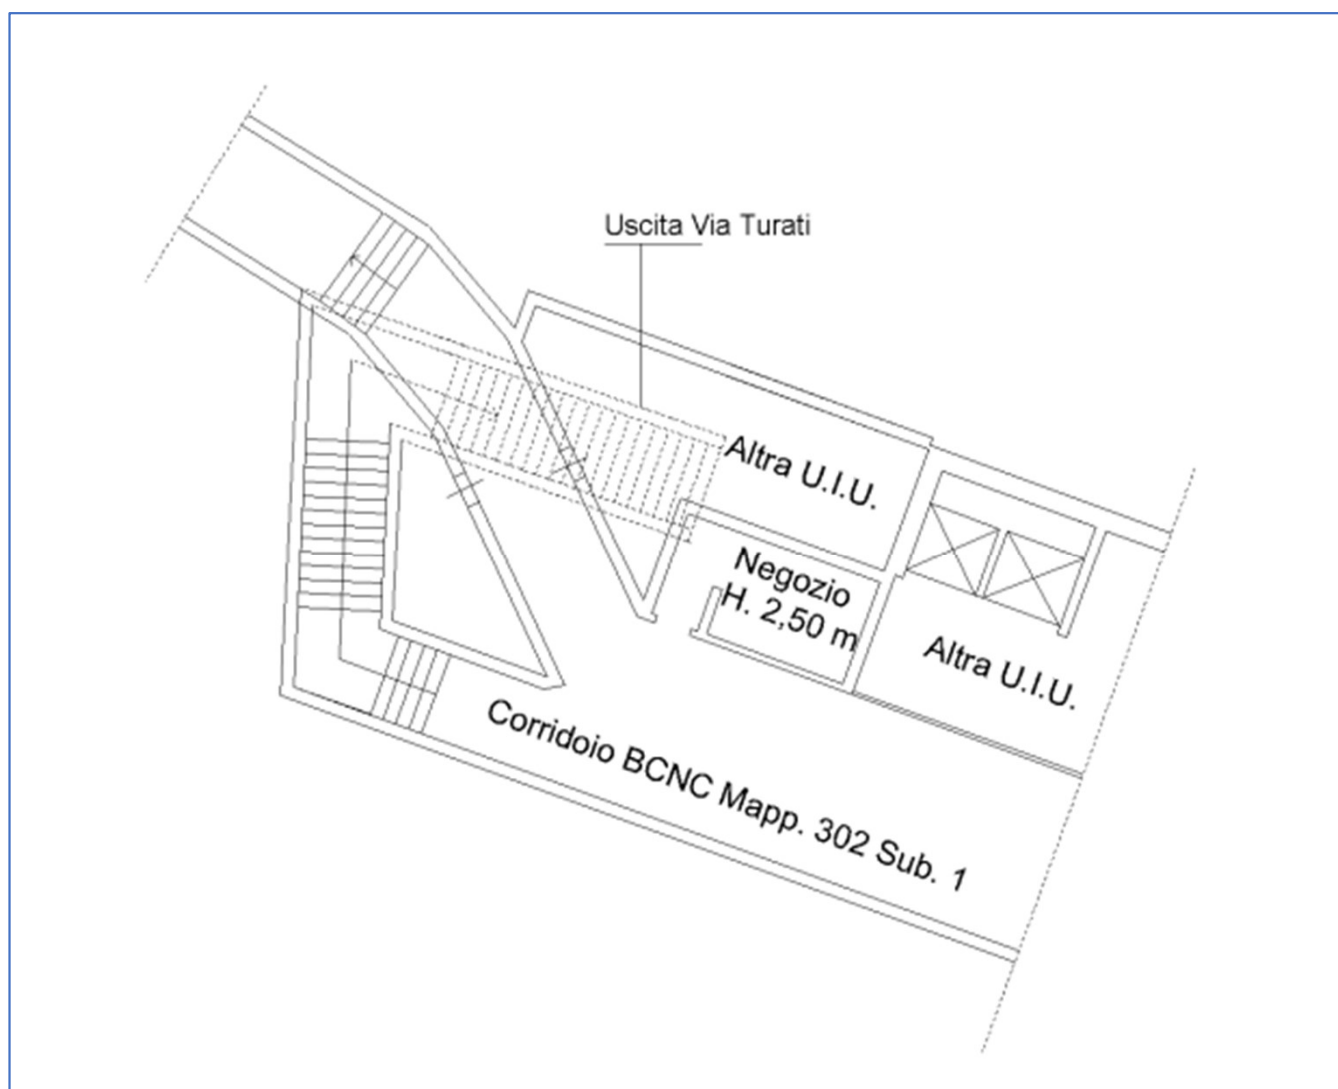 Uscita Via Turati
Altra U.I.U.
Negozio
H. 2,50 m
Altra U.I.U.
Corridoio BCNC Mapp. 302 Sub. 1